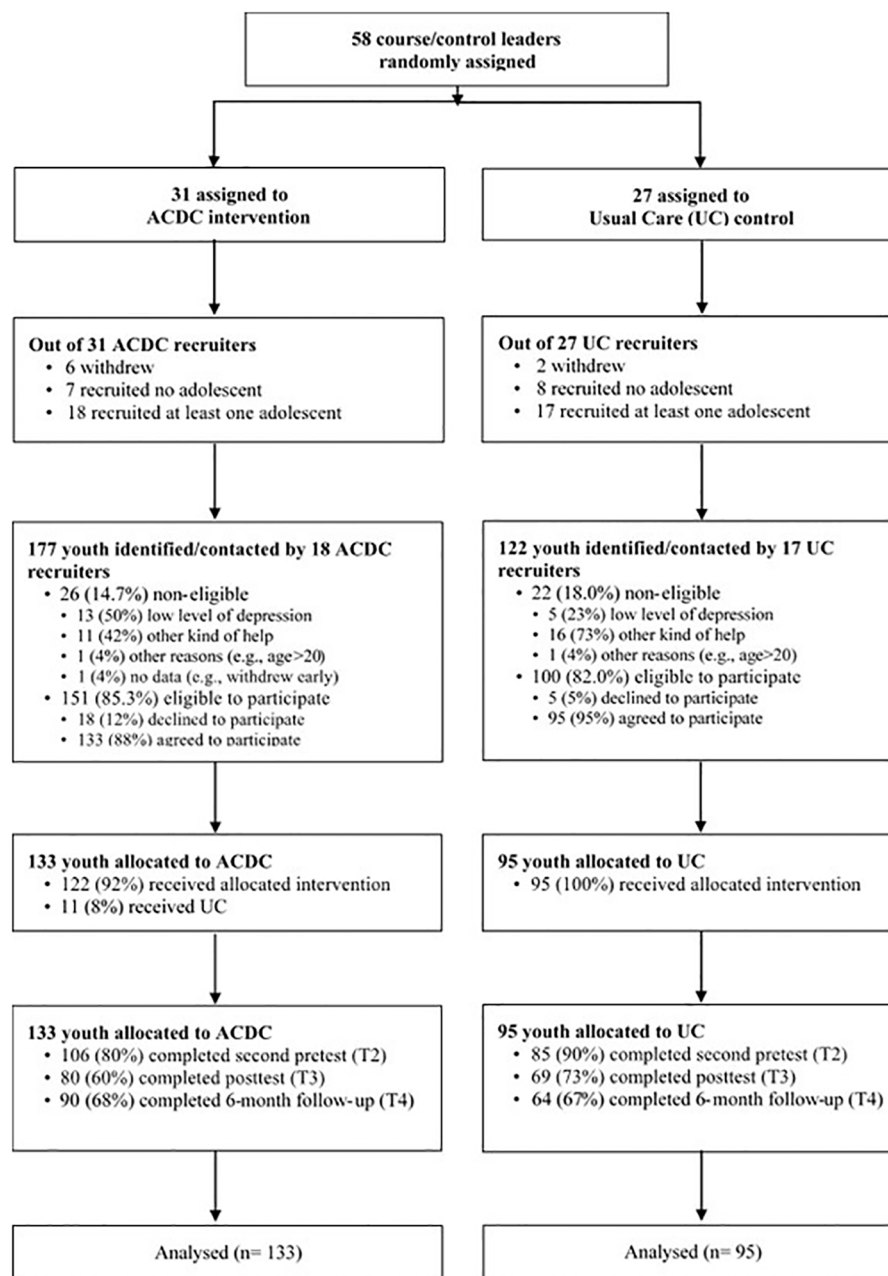 58 course/control leaders
randomly assigned
31 assigned to
ACDC intervention
27 assigned to
Usual Care (UC) control
Out of 31 ACDC recruiters
• 6 withdrew
• 7 recruited no adolescent
• 18 recruited at least one adolescent
Out of 27 UC recruiters
• 2 withdrew
• 8 recruited no adolescent
• 17 recruited at least one adolescent
177 youth identified/contacted by 18 ACDC
recruiters
• 26 (14.7%) non-eligible
• 13 (50%) low level of depression
• 11 (42%) other kind of help
• 1 (4%) other reasons (e.g., age>20)
• 1 (4%) no data (e.g., withdrew early)
• 151 (85.3%) eligible to participate
• 18 (12%) declined to participate
• 133 (88%) agreed to participate
122 youth identified/contacted by 17 UC
recruiters
• 22 (18.0%) non-eligible
• 5 (23%) low level of depression
• 16 (73%) other kind of help
• 1 (4%) other reasons (e.g., age>20)
• 100 (82.0%) eligible to participate
• 5 (5%) declined to participate
• 95 (95%) agreed to participate
133 youth allocated to ACDC
• 122 (92%) received allocated intervention
• 11 (8%) received UC
95 youth allocated to UC
• 95 (100%) received allocated intervention
133 youth allocated to ACDC
• 106 (80%) completed second pretest (T2)
• 80 (60%) completed posttest (T3)
• 90 (68%) completed 6-month follow-up (T4)
95 youth allocated to UC
• 85 (90%) completed second pretest (T2)
• 69 (73%) completed posttest (T3)
• 64 (67%) completed 6-month follow-up (T4)
Analysed (n= 133)
Analysed (n= 95)